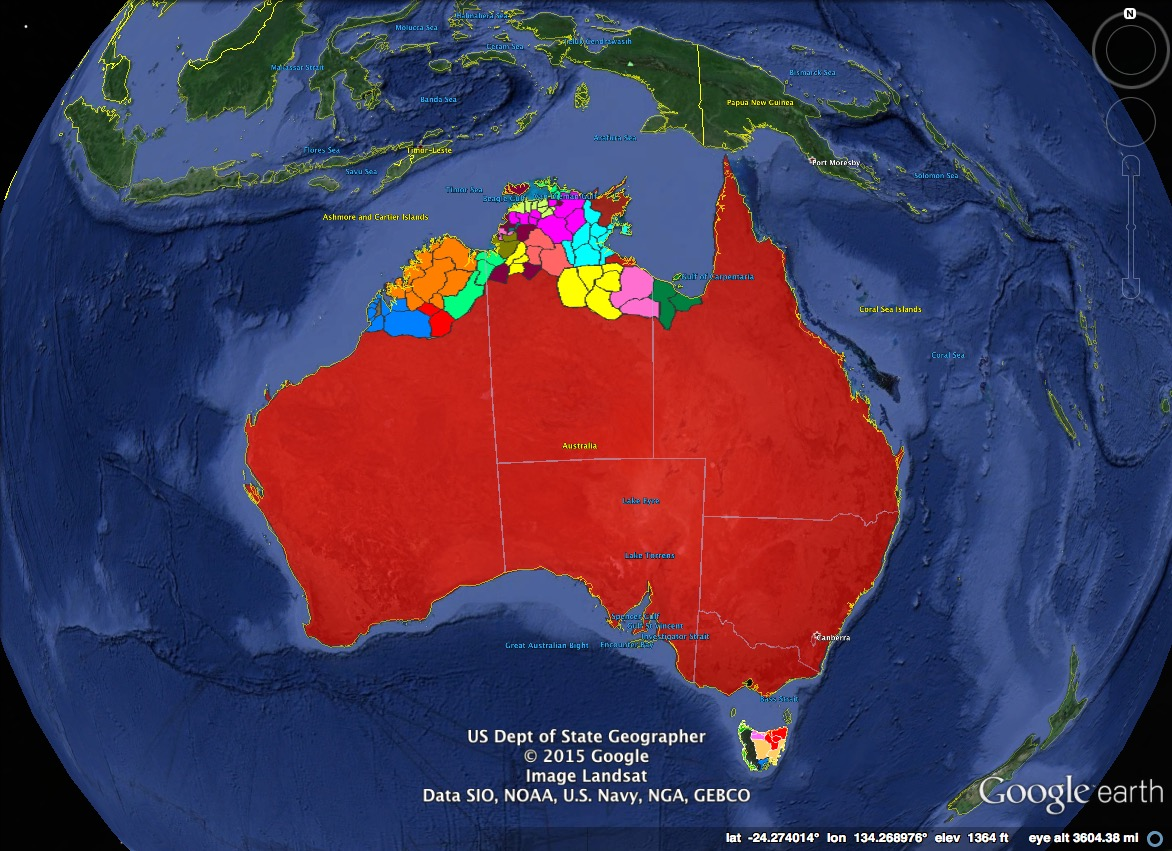 N
Halmahera Sea
Molucca Sea
Ceram Sea
Makassar Strait
Bismarck Sea
Banda Sea
Papua New Guinea
Arafura Sea
Flores Sea
Timor-Leste
Port Moresby
Savu Sea
Solomon Sea
Timor Sea
Ashmore and Cartier Islands
Gulf of Carpentaria
Coral Sea Islands
Coral Sea
Australia
Lake Eyre
Lake Torrens
Spencer Gulf
Gulf St Vincent
Investigator Strait
Canberra
Great Australian Bight
Encounter Bay
Bass Strait
US Dept of State Geographer
© 2015 Google
Image Landsat
Data SIO, NOAA, U.S. Navy, NGA, GEBCO
Google earth
lat -24.274014° lon 134.268976° elev 1364 ft eye alt 3604.38 mi